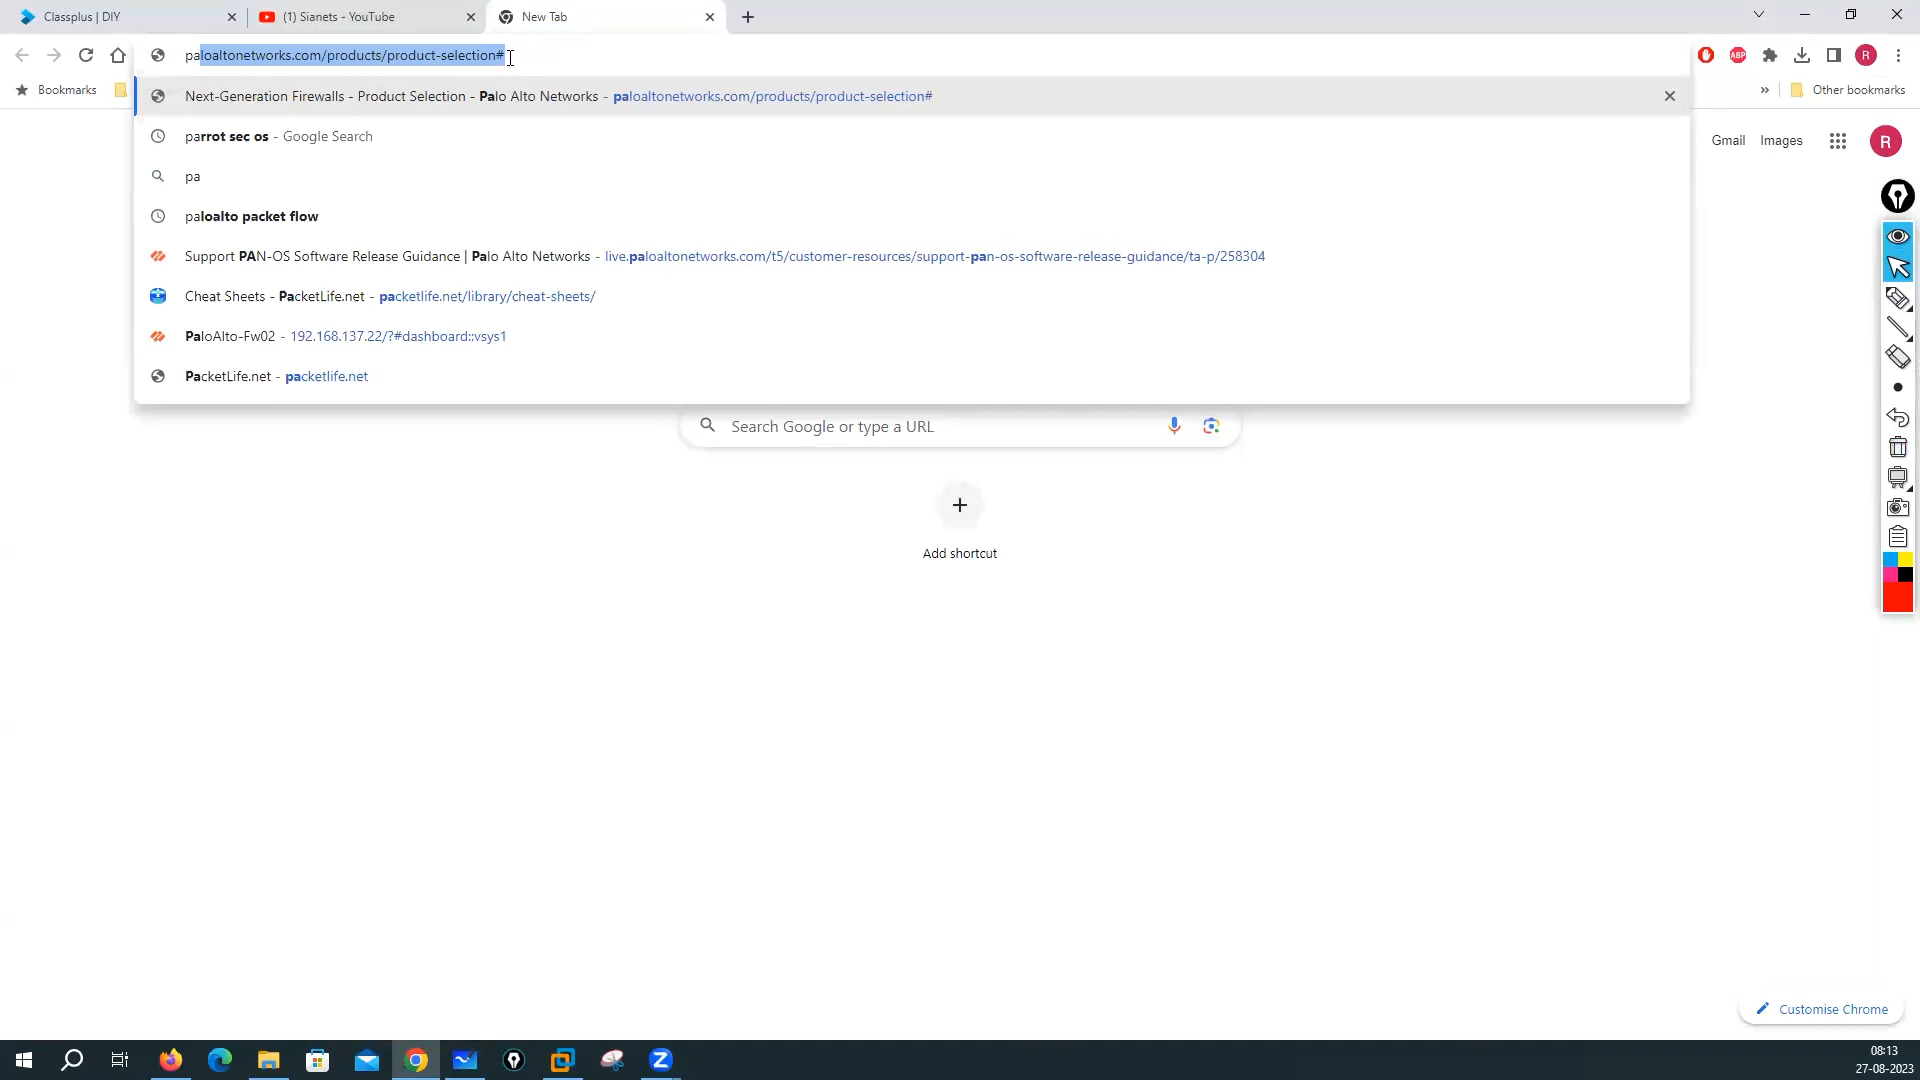 Classplus | DIY
(1) Sianets - YouTube
New Tab
paloaltonetworks.com/products/product-selection#
ABP
R
Bookmarks
Other bookmarks
Next-Generation Firewalls - Product Selection - Palo Alto Networks - paloaltonetworks.com/products/product-selection#
parrot sec os - Google Search
Gmail
Images
R
pa
paloalto packet flow
Support PAN-OS Software Release Guidance | Palo Alto Networks - live.paloaltonetworks.com/t5/customer-resources/support-pan-os-software-release-guidance/ta-p/258304
Cheat Sheets - PacketLife.net - packetlife.net/library/cheat-sheets/
PaloAlto-Fw02 - 192.168.137.22/?#dashboard::vsys1
PacketLife.net - packetlife.net
Search Google or type a URL
Add shortcut
Customise Chrome
08:13
27-08-2023